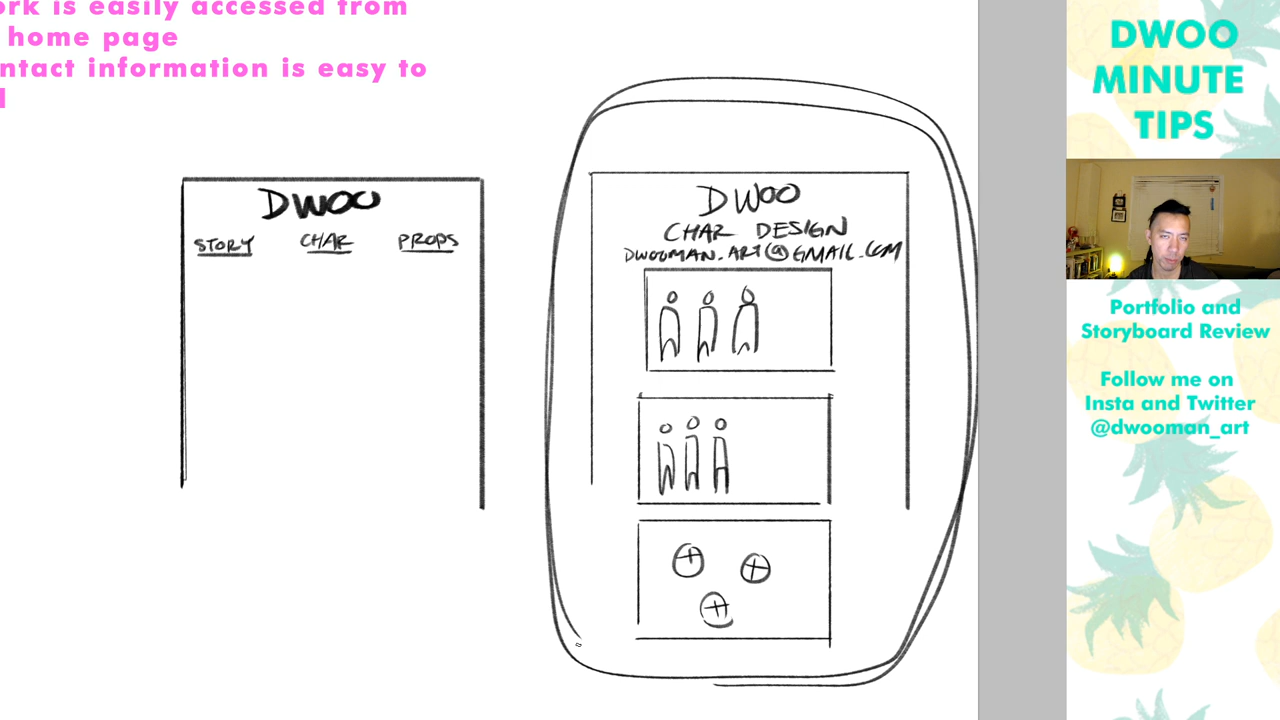 ork is easily accessed from
home page
ntact information is easy to
DWOO
STORY CHAR PROPS
DWOO
CHAR DESIGN
DWOOMAN.ART@GMAIL.COM
DWOO
MINUTE
TIPS
Portfolio and
Storyboard Review
Follow me on
Insta and Twitter
@dwooman_art